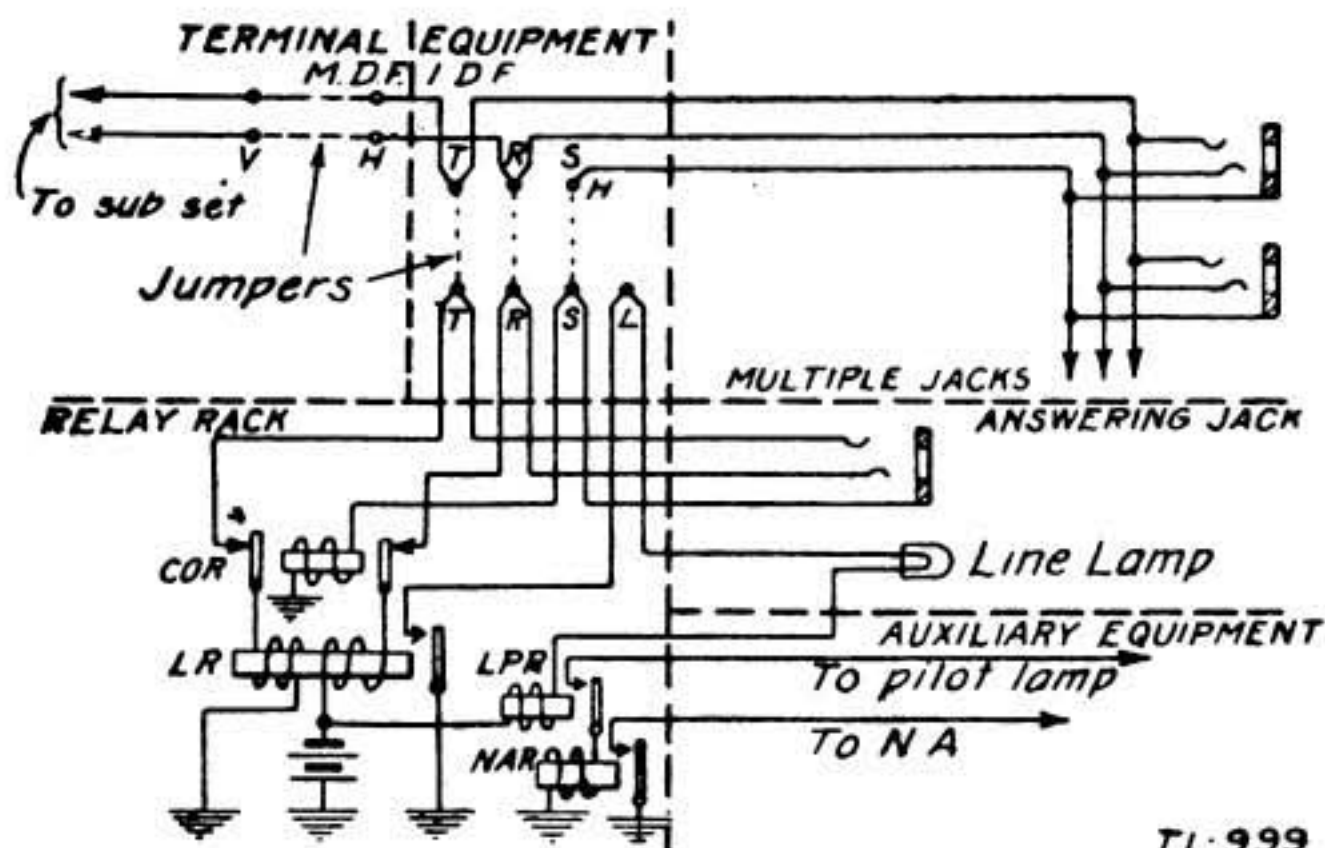 TERMINAL EQUIPMENT
M.D.F. I D F
T R S
V H H
To sub set
Jumpers
T R S L
MULTIPLE JACKS
RELAY RACK
ANSWERING JACK
COR
Line Lamp
AUXILIARY EQUIPMENT
LR
LPR
To pilot lamp
To N A
NAR
TL-999